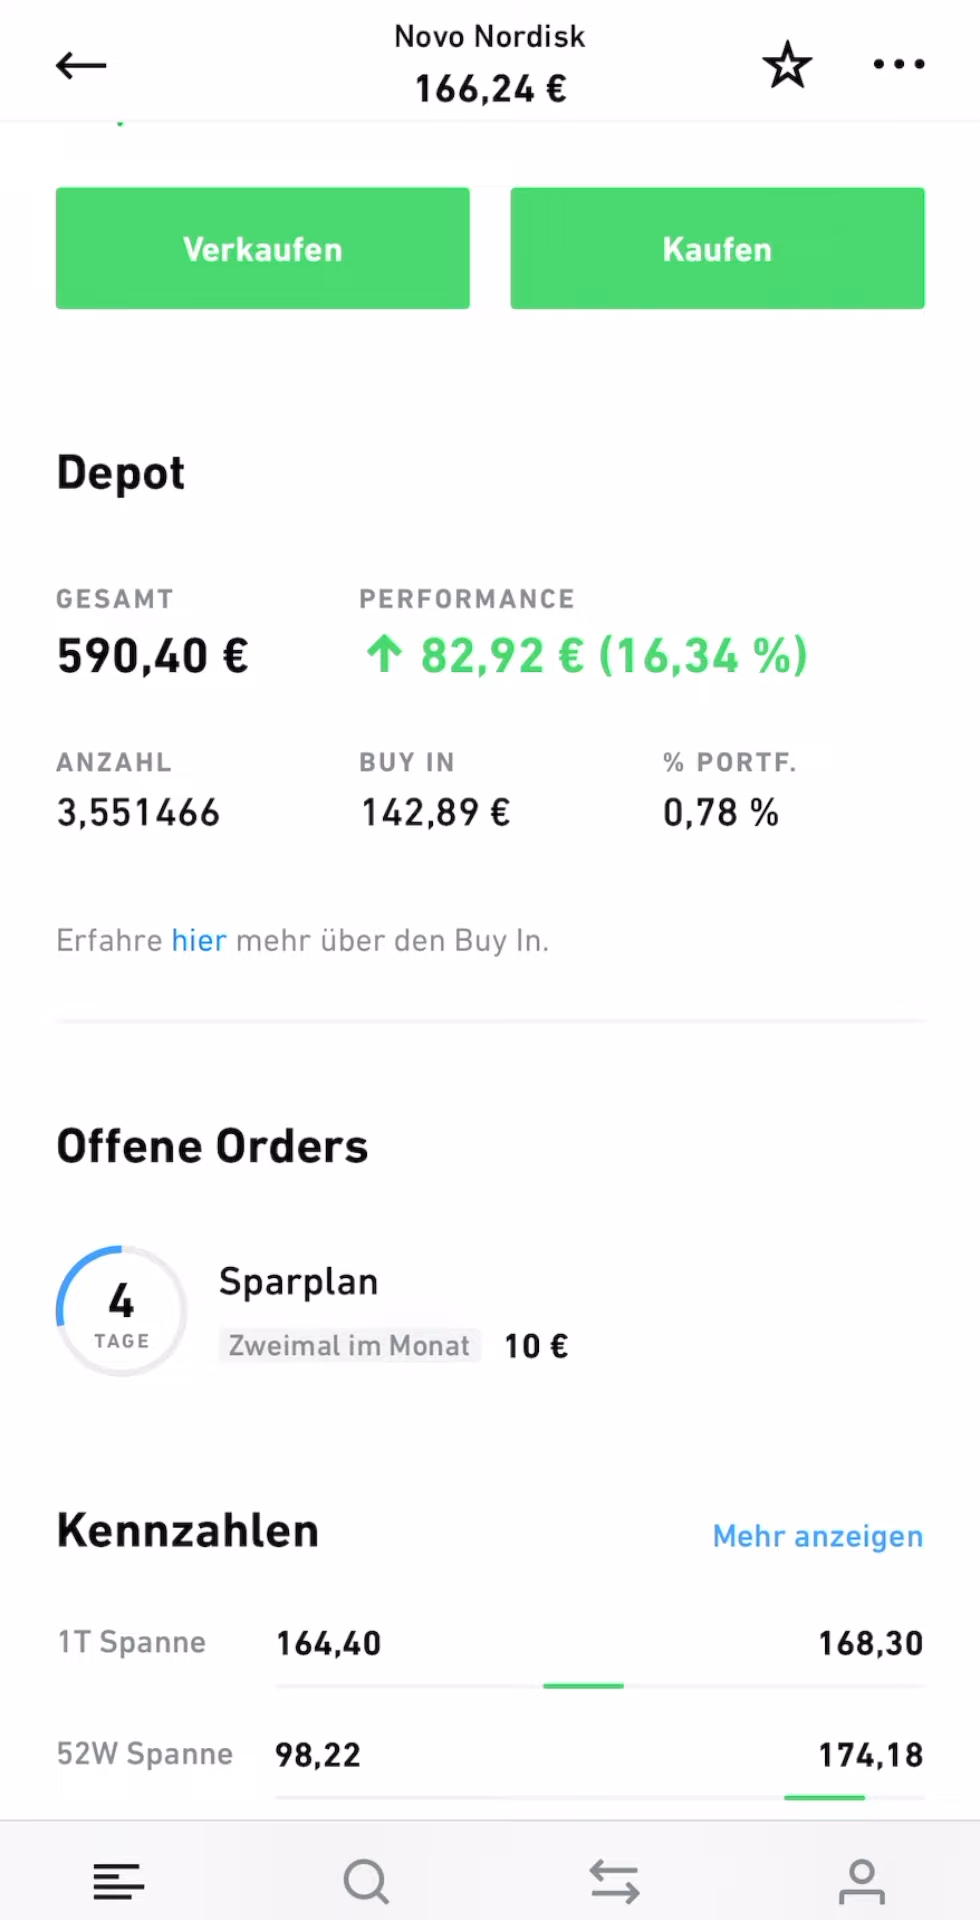 Novo Nordisk
166,24 €
Verkaufen
Kaufen
Depot
GESAMT
PERFORMANCE
590,40 €
↑ 82,92 € (16,34 %)
ANZAHL
BUY IN
% PORTF.
3,551466
142,89 €
0,78 %
Erfahre hier mehr über den Buy In.
Offene Orders
4
TAGE
Sparplan
Zweimal im Monat 10 €
Kennzahlen
Mehr anzeigen
1T Spanne 164,40 168,30
52W Spanne 98,22 174,18